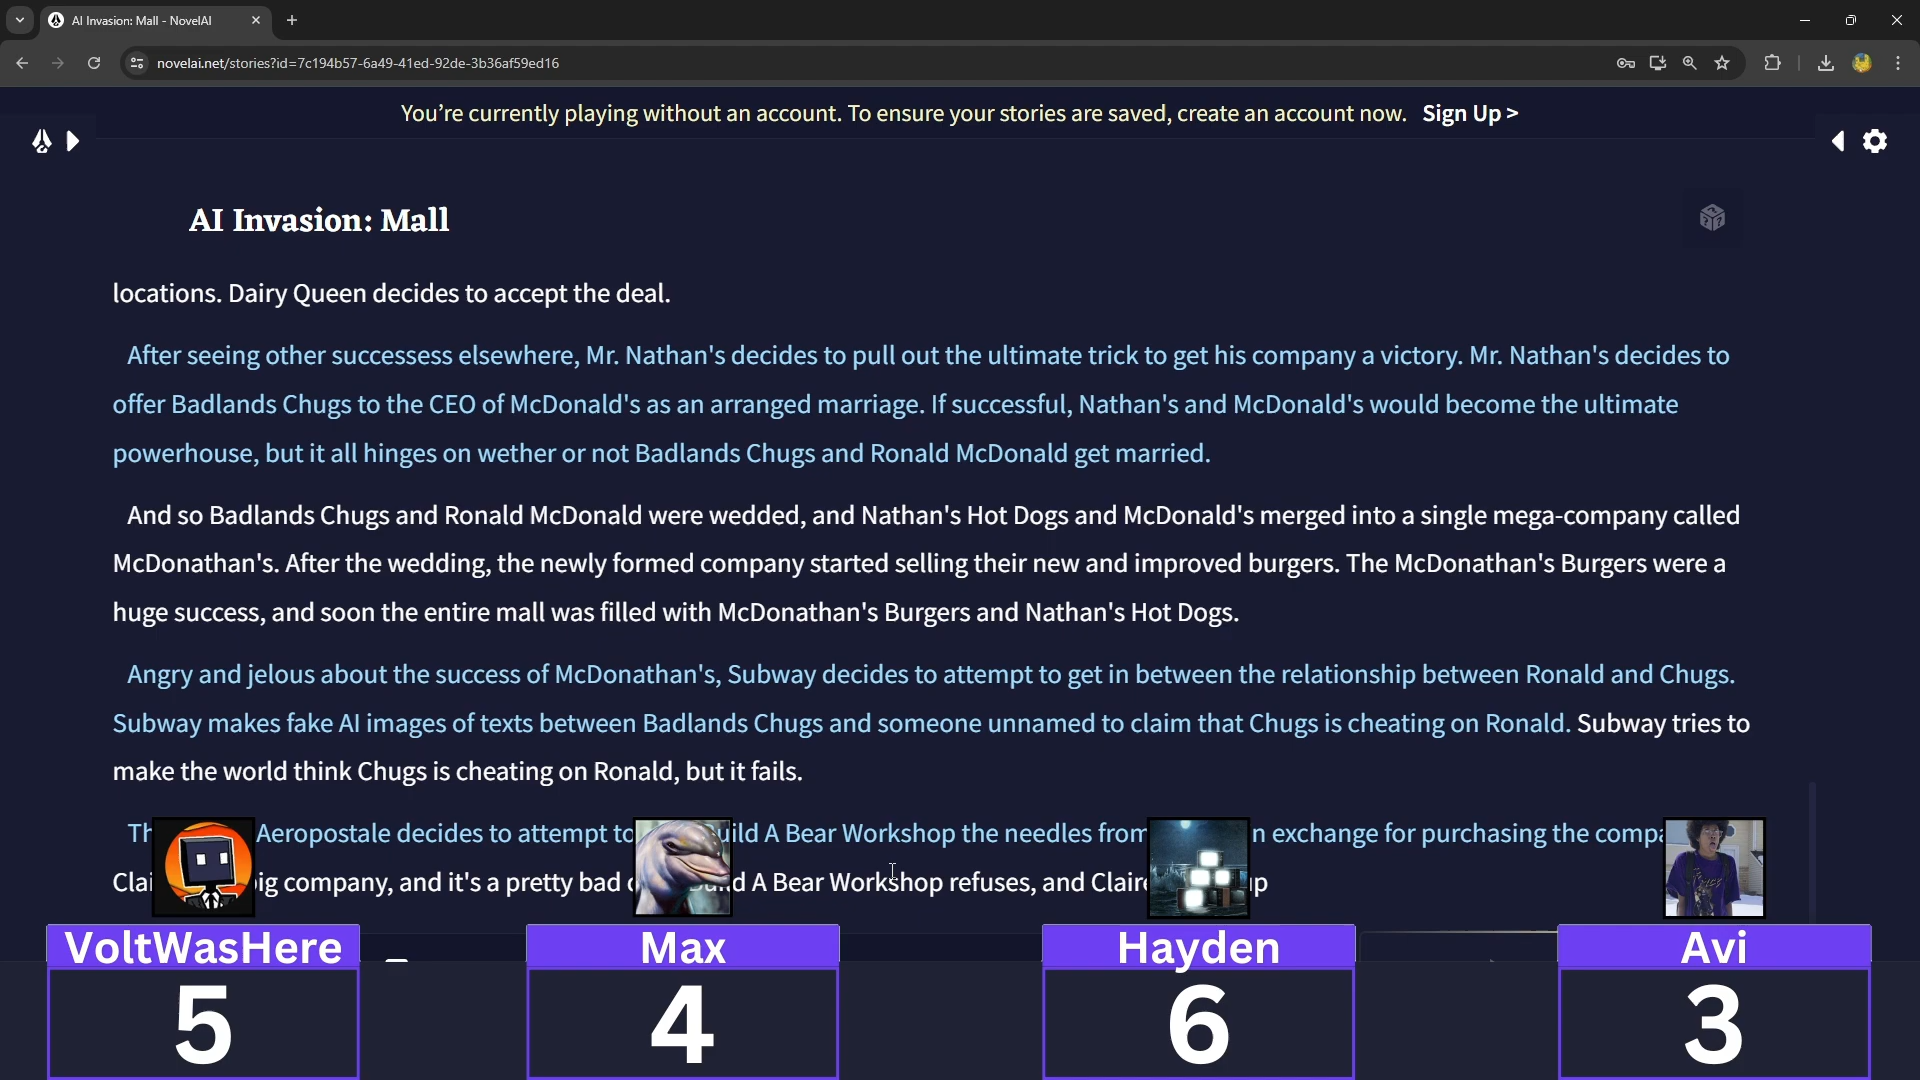 AI Invasion: Mall - NovelAI
novelai.net/stories?id=7c194b57-6a49-41ed-92de-3b36af59ed16
You're currently playing without an account. To ensure your stories are saved, create an account now. Sign Up >
AI Invasion: Mall
locations. Dairy Queen decides to accept the deal.
After seeing other successess elsewhere, Mr. Nathan's decides to pull out the ultimate trick to get his company a victory. Mr. Nathan's decides to
offer Badlands Chugs to the CEO of McDonald's as an arranged marriage. If successful, Nathan's and McDonald's would become the ultimate
powerhouse, but it all hinges on wether or not Badlands Chugs and Ronald McDonald get married.
And so Badlands Chugs and Ronald McDonald were wedded, and Nathan's Hot Dogs and McDonald's merged into a single mega-company called
McDonathan's. After the wedding, the newly formed company started selling their new and improved burgers. The McDonathan's Burgers were a
huge success, and soon the entire mall was filled with McDonathan's Burgers and Nathan's Hot Dogs.
Angry and jelous about the success of McDonathan's, Subway decides to attempt to get in between the relationship between Ronald and Chugs.
Subway makes fake AI images of texts between Badlands Chugs and someone unnamed to claim that Chugs is cheating on Ronald. Subway tries to
make the world think Chugs is cheating on Ronald, but it fails.
Aeropostale decides to attempt to A Bear Workshop the needles from exchange for purchasing the
company, and it's a pretty bad A Bear Workshop refuses, and
VoltWasHere
5
Max
4
Hayden
6
Avi
3